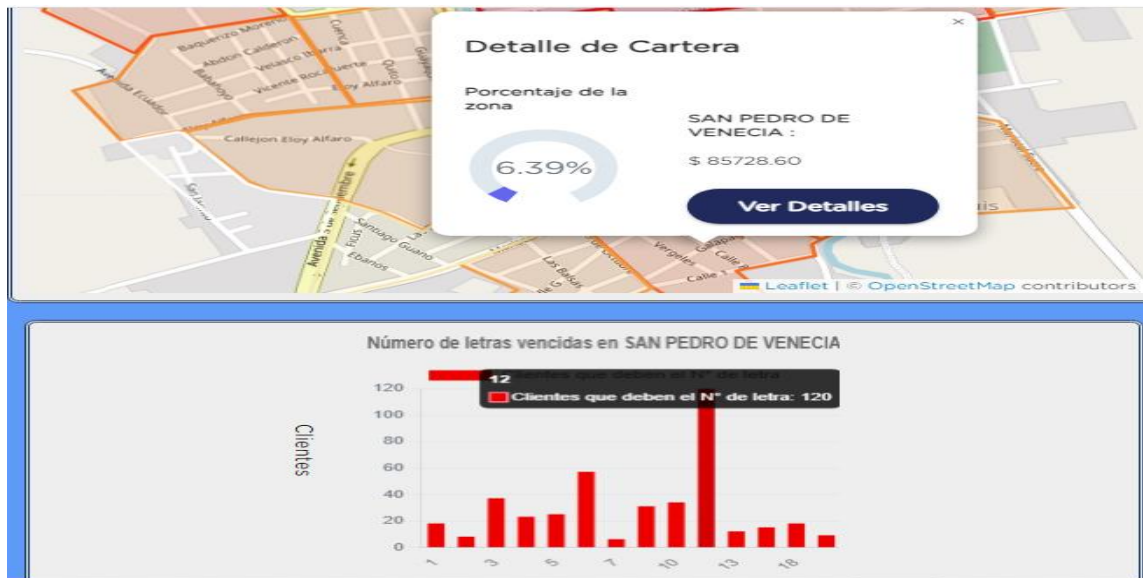 Detalle de Cartera
×
Porcentaje de la
zona
6.39%
SAN PEDRO DE
VENECIA :
$ 85728.60
Ver Detalles
Baquerizo Moreno
Abdon Calderon
Velasco Ibarra
Vicente Roca
Eloy Alfaro
Babahoyo
Cuenca
Quito
Avenida Ecuador
Callejon Eloy Alfaro
Santiago Guano
Ficus
Ebanos
Las Balsas
Vergeles
Calle 1
Leaflet | © OpenStreetMap contributors
Número de letras vencidas en SAN PEDRO DE VENECIA
12
Clientes que deben el N° de letra: 120
Clientes
120
100
80
60
40
20
0
1
3
5
7
10
13
18